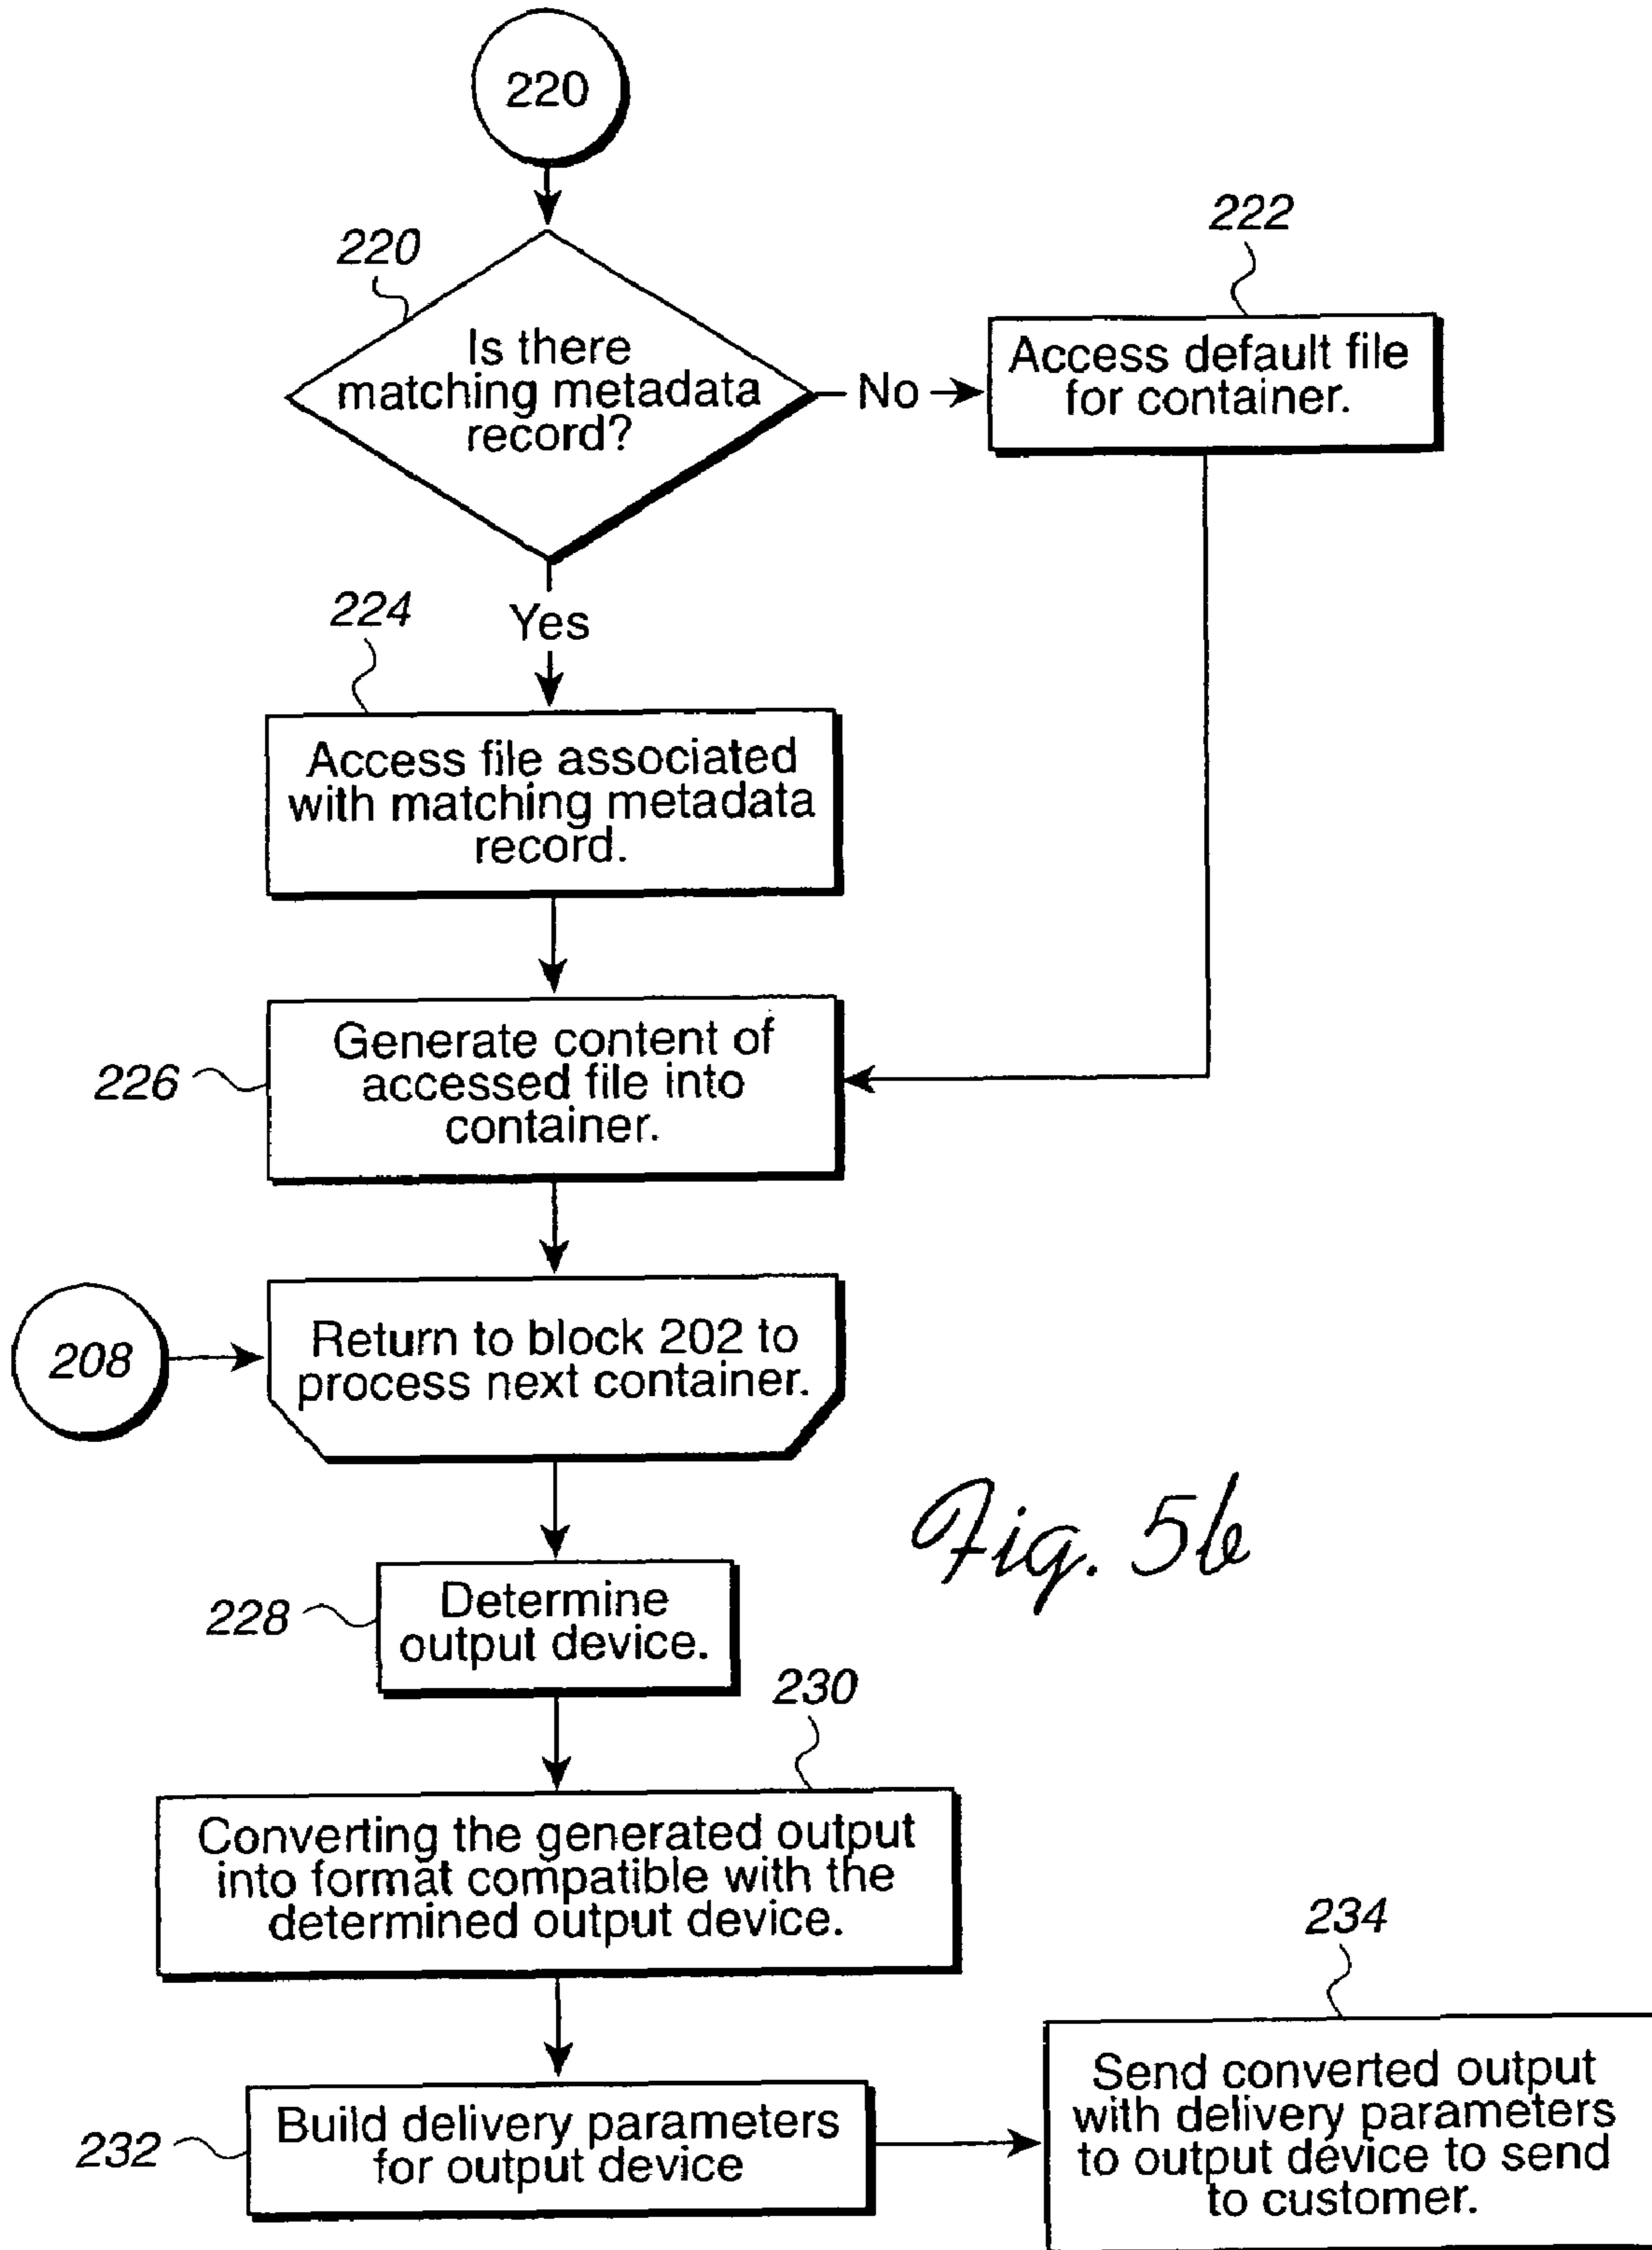 220
220
222
Is there
matching metadata
record?
No
Access default file
for container.
224
Yes
Access file associated
with matching metadata
record.
226
Generate content of
accessed file into
container.
208
Return to block 202 to
process next container.
Fig. 5b
228
Determine
output device.
230
Converting the generated output
into format compatible with the
determined output device.
234
232
Build delivery parameters
for output device
Send converted output
with delivery parameters
to output device to send
to customer.